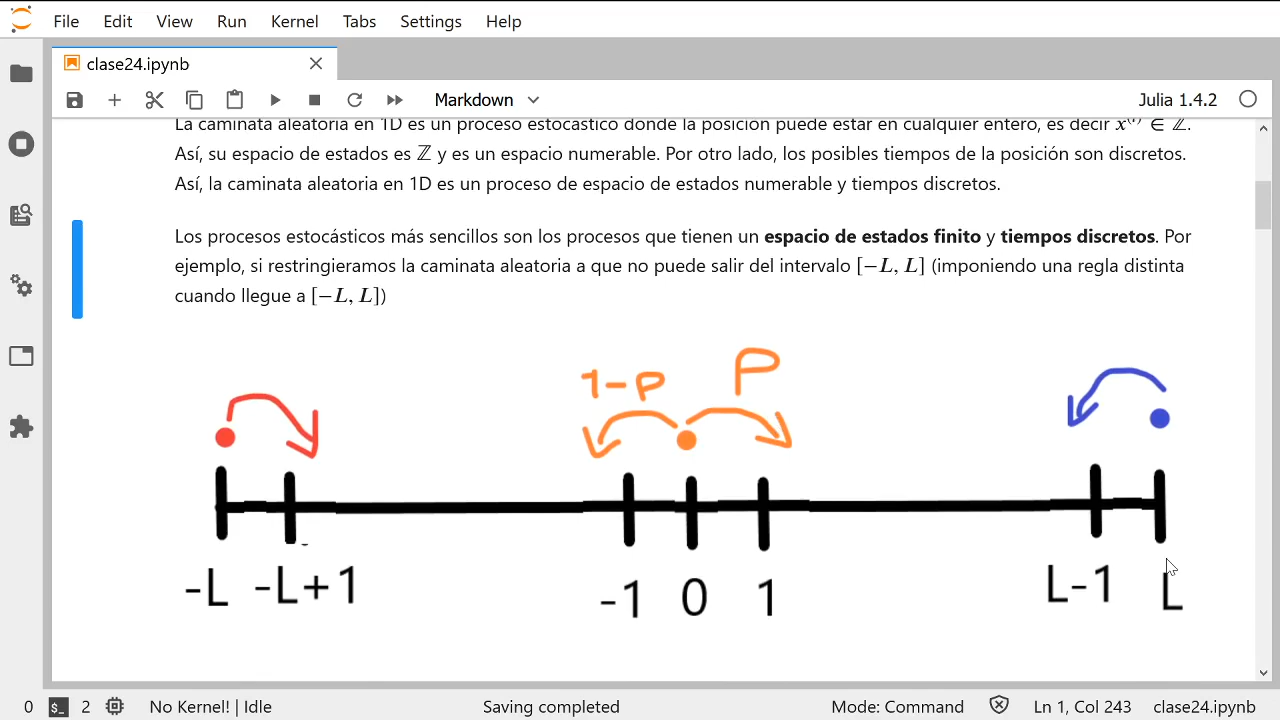 File Edit View Run Kernel Tabs Settings Help
clase24.ipynb
Markdown Julia 1.4.2
La caminata aleatoria en 1D es un proceso estocástico donde la posición puede estar en cualquier entero, es decir x⁽ⁱ⁾ ∈ ℤ.
Así, su espacio de estados es ℤ y es un espacio numerable. Por otro lado, los posibles tiempos de la posición son discretos.
Así, la caminata aleatoria en 1D es un proceso de espacio de estados numerable y tiempos discretos.
Los procesos estocásticos más sencillos son los procesos que tienen un espacio de estados finito y tiempos discretos. Por
ejemplo, si restringieramos la caminata aleatoria a que no puede salir del intervalo [−L, L] (imponiendo una regla distinta
cuando llegue a [−L, L])
1-P P
-L -L+1 -1 0 1 L-1 L
0 $_ 2 No Kernel! | Idle Saving completed Mode: Command Ln 1, Col 243 clase24.ipynb